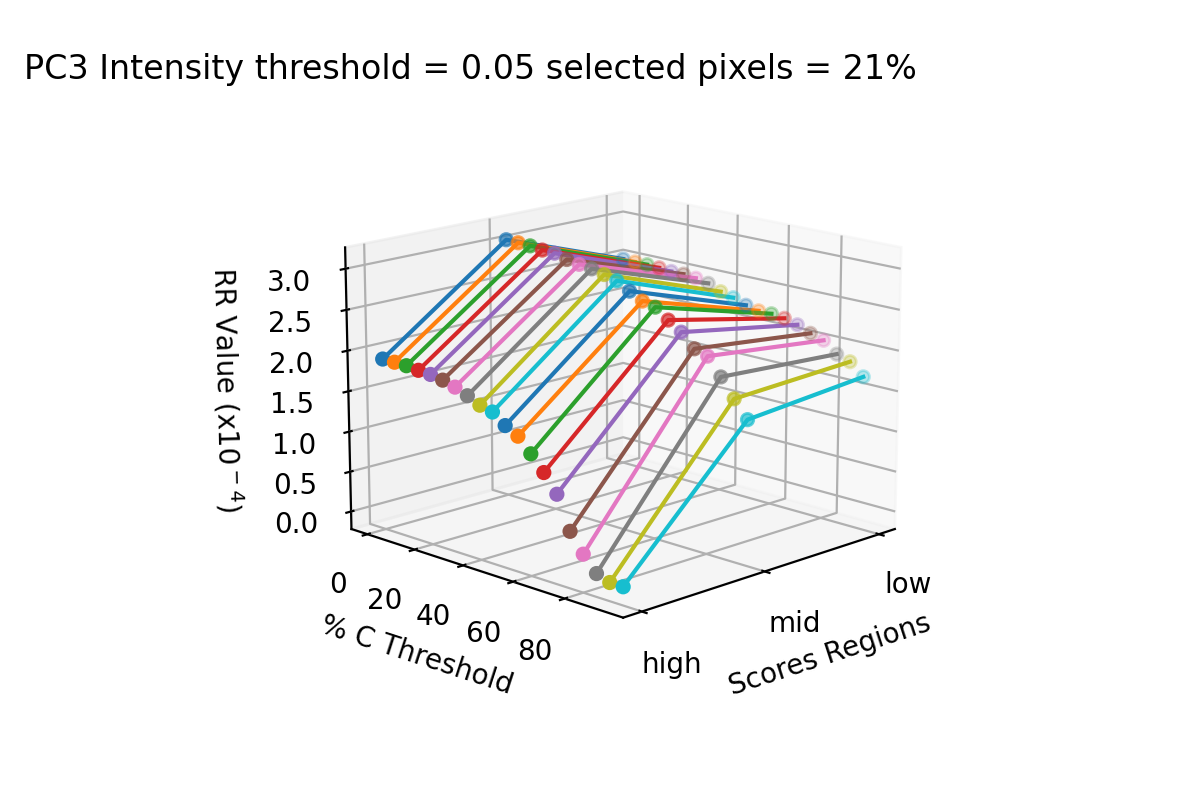 PC3 Intensity threshold = 0.05 selected pixels = 21%
3.0
2.5
2.0
1.5
1.0
0.5
0.0
RR Value (x10⁻⁴)
0
20
40
60
80
% C Threshold
high
mid
low
Scores Regions